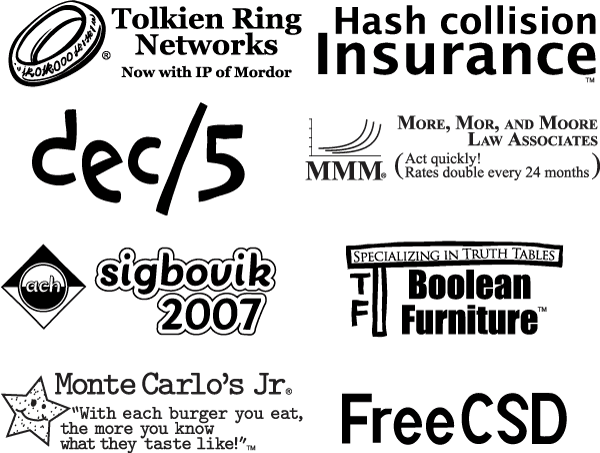 Tolkien Ring
Networks
®
Now with IP of Mordor
Hash collision
Insurance
™
dec/5
MORE, MOR, AND MOORE
LAW ASSOCIATES
MMM®
(Act quickly!
Rates double every 24 months)
ach
sigbovik
2007
SPECIALIZING IN TRUTH TABLES
T
F
Boolean
Furniture™
Monte Carlo's Jr®
"With each burger you eat,
the more you know
what they taste like!"™
FreeCSD